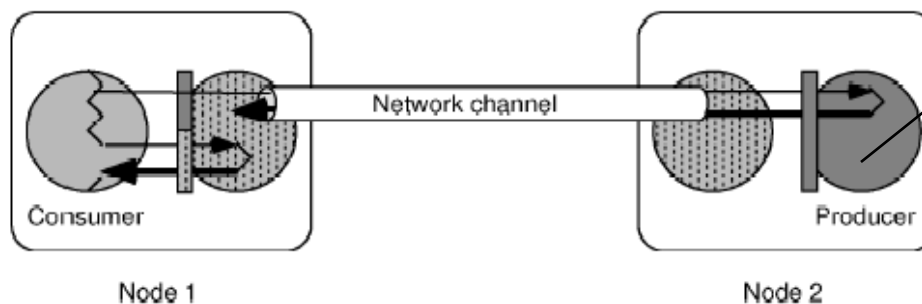 Network channel
Consumer
Producer
Node 1
Node 2